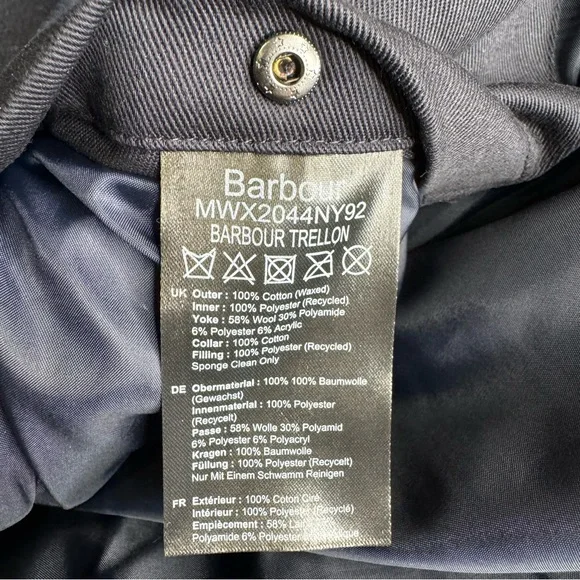 Barbour
MWX2044NY92
BARBOUR TRELLON
UK Outer : 100% Cotton (Waxed)
Inner : 100% Polyester (Recycled)
Yoke : 58% Wool 30% Polyamide
6% Polyester 6% Acrylic
Collar : 100% Cotton
Filling : 100% Polyester (Recycled)
Sponge Clean Only
DE Obermaterial : 100% 100% Baumwolle
(Gewachst)
Innenmaterial : 100% Polyester
(Recycelt)
Passe : 58% Wolle 30% Polyamid
6% Polyester 6% Polyacryl
Kragen : 100% Baumwolle
Füllung : 100% Polyester (Recycelt)
Nur Mit Einem Schwamm Reinigen
FR Extérieur : 100% Coton Ciré
Intérieur : 100% Polyester (Recyclé)
Emplècement : 58%
Polyamide 6% Polyester